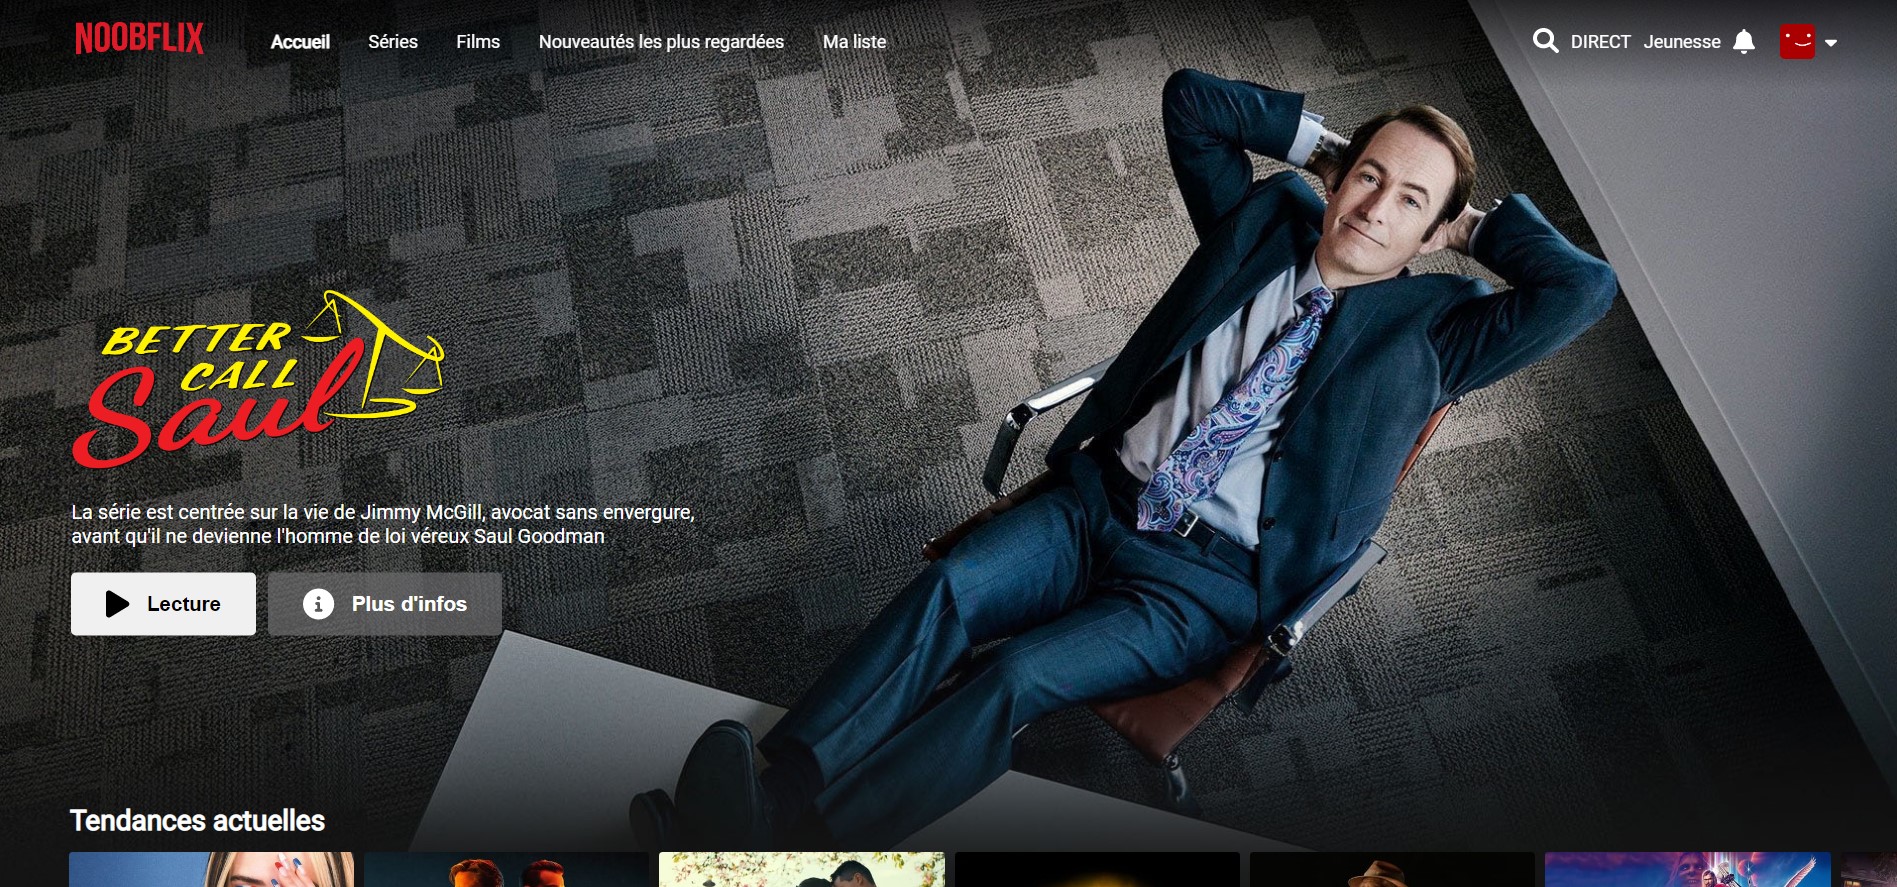 NOOBFLIX
Accueil
Séries
Films
Nouveautés les plus regardées
Ma liste
DIRECT
Jeunesse
BETTER
CALL
Saul
La série est centrée sur la vie de Jimmy McGill, avocat sans envergure,
avant qu'il ne devienne l'homme de loi véreux Saul Goodman
Lecture
Plus d'infos
Tendances actuelles